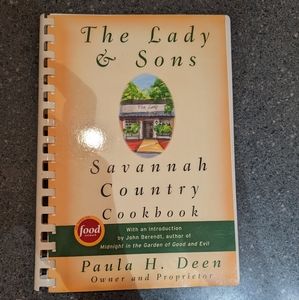 The Lady
& Sons
The Lady
Savannah
Country
Cookbook
food
With an Introduction
by John Berendt, author of
Midnight in the Garden of Good and Evil
Paula H. Deen
Owner and Proprietor